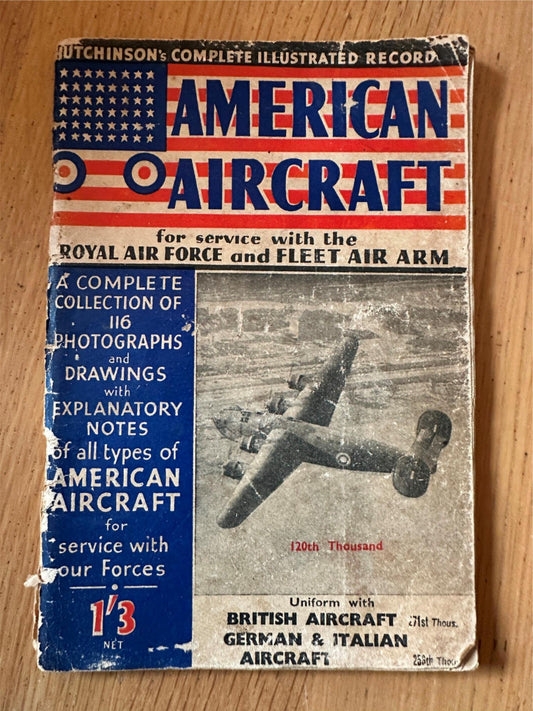 HUTCHINSON's COMPLETE ILLUSTRATED RECORD
AMERICAN
AIRCRAFT
for service with the
ROYAL AIR FORCE and FLEET AIR ARM
A COMPLETE
COLLECTION OF
116
PHOTOGRAPHS
and
DRAWINGS
with
EXPLANATORY
NOTES
of all types of
AMERICAN
AIRCRAFT
for
service with
our Forces
1'3
NET
120th Thousand
Uniform with
BRITISH AIRCRAFT 271st Thous.
GERMAN & ITALIAN
AIRCRAFT